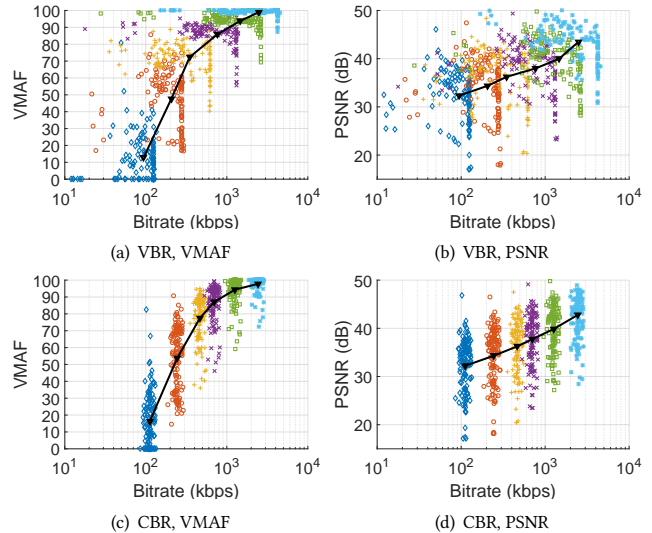 100
90
80
70
60
50
40
30
20
10
0
VMAF
10^1 10^2 10^3 10^4
Bitrate (kbps)
(a) VBR, VMAF
50
40
30
20
PSNR (dB)
10^1 10^2 10^3 10^4
Bitrate (kbps)
(b) VBR, PSNR
100
90
80
70
60
50
40
30
20
10
0
VMAF
10^1 10^2 10^3 10^4
Bitrate (kbps)
(c) CBR, VMAF
50
40
30
20
PSNR (dB)
10^1 10^2 10^3 10^4
Bitrate (kbps)
(d) CBR, PSNR